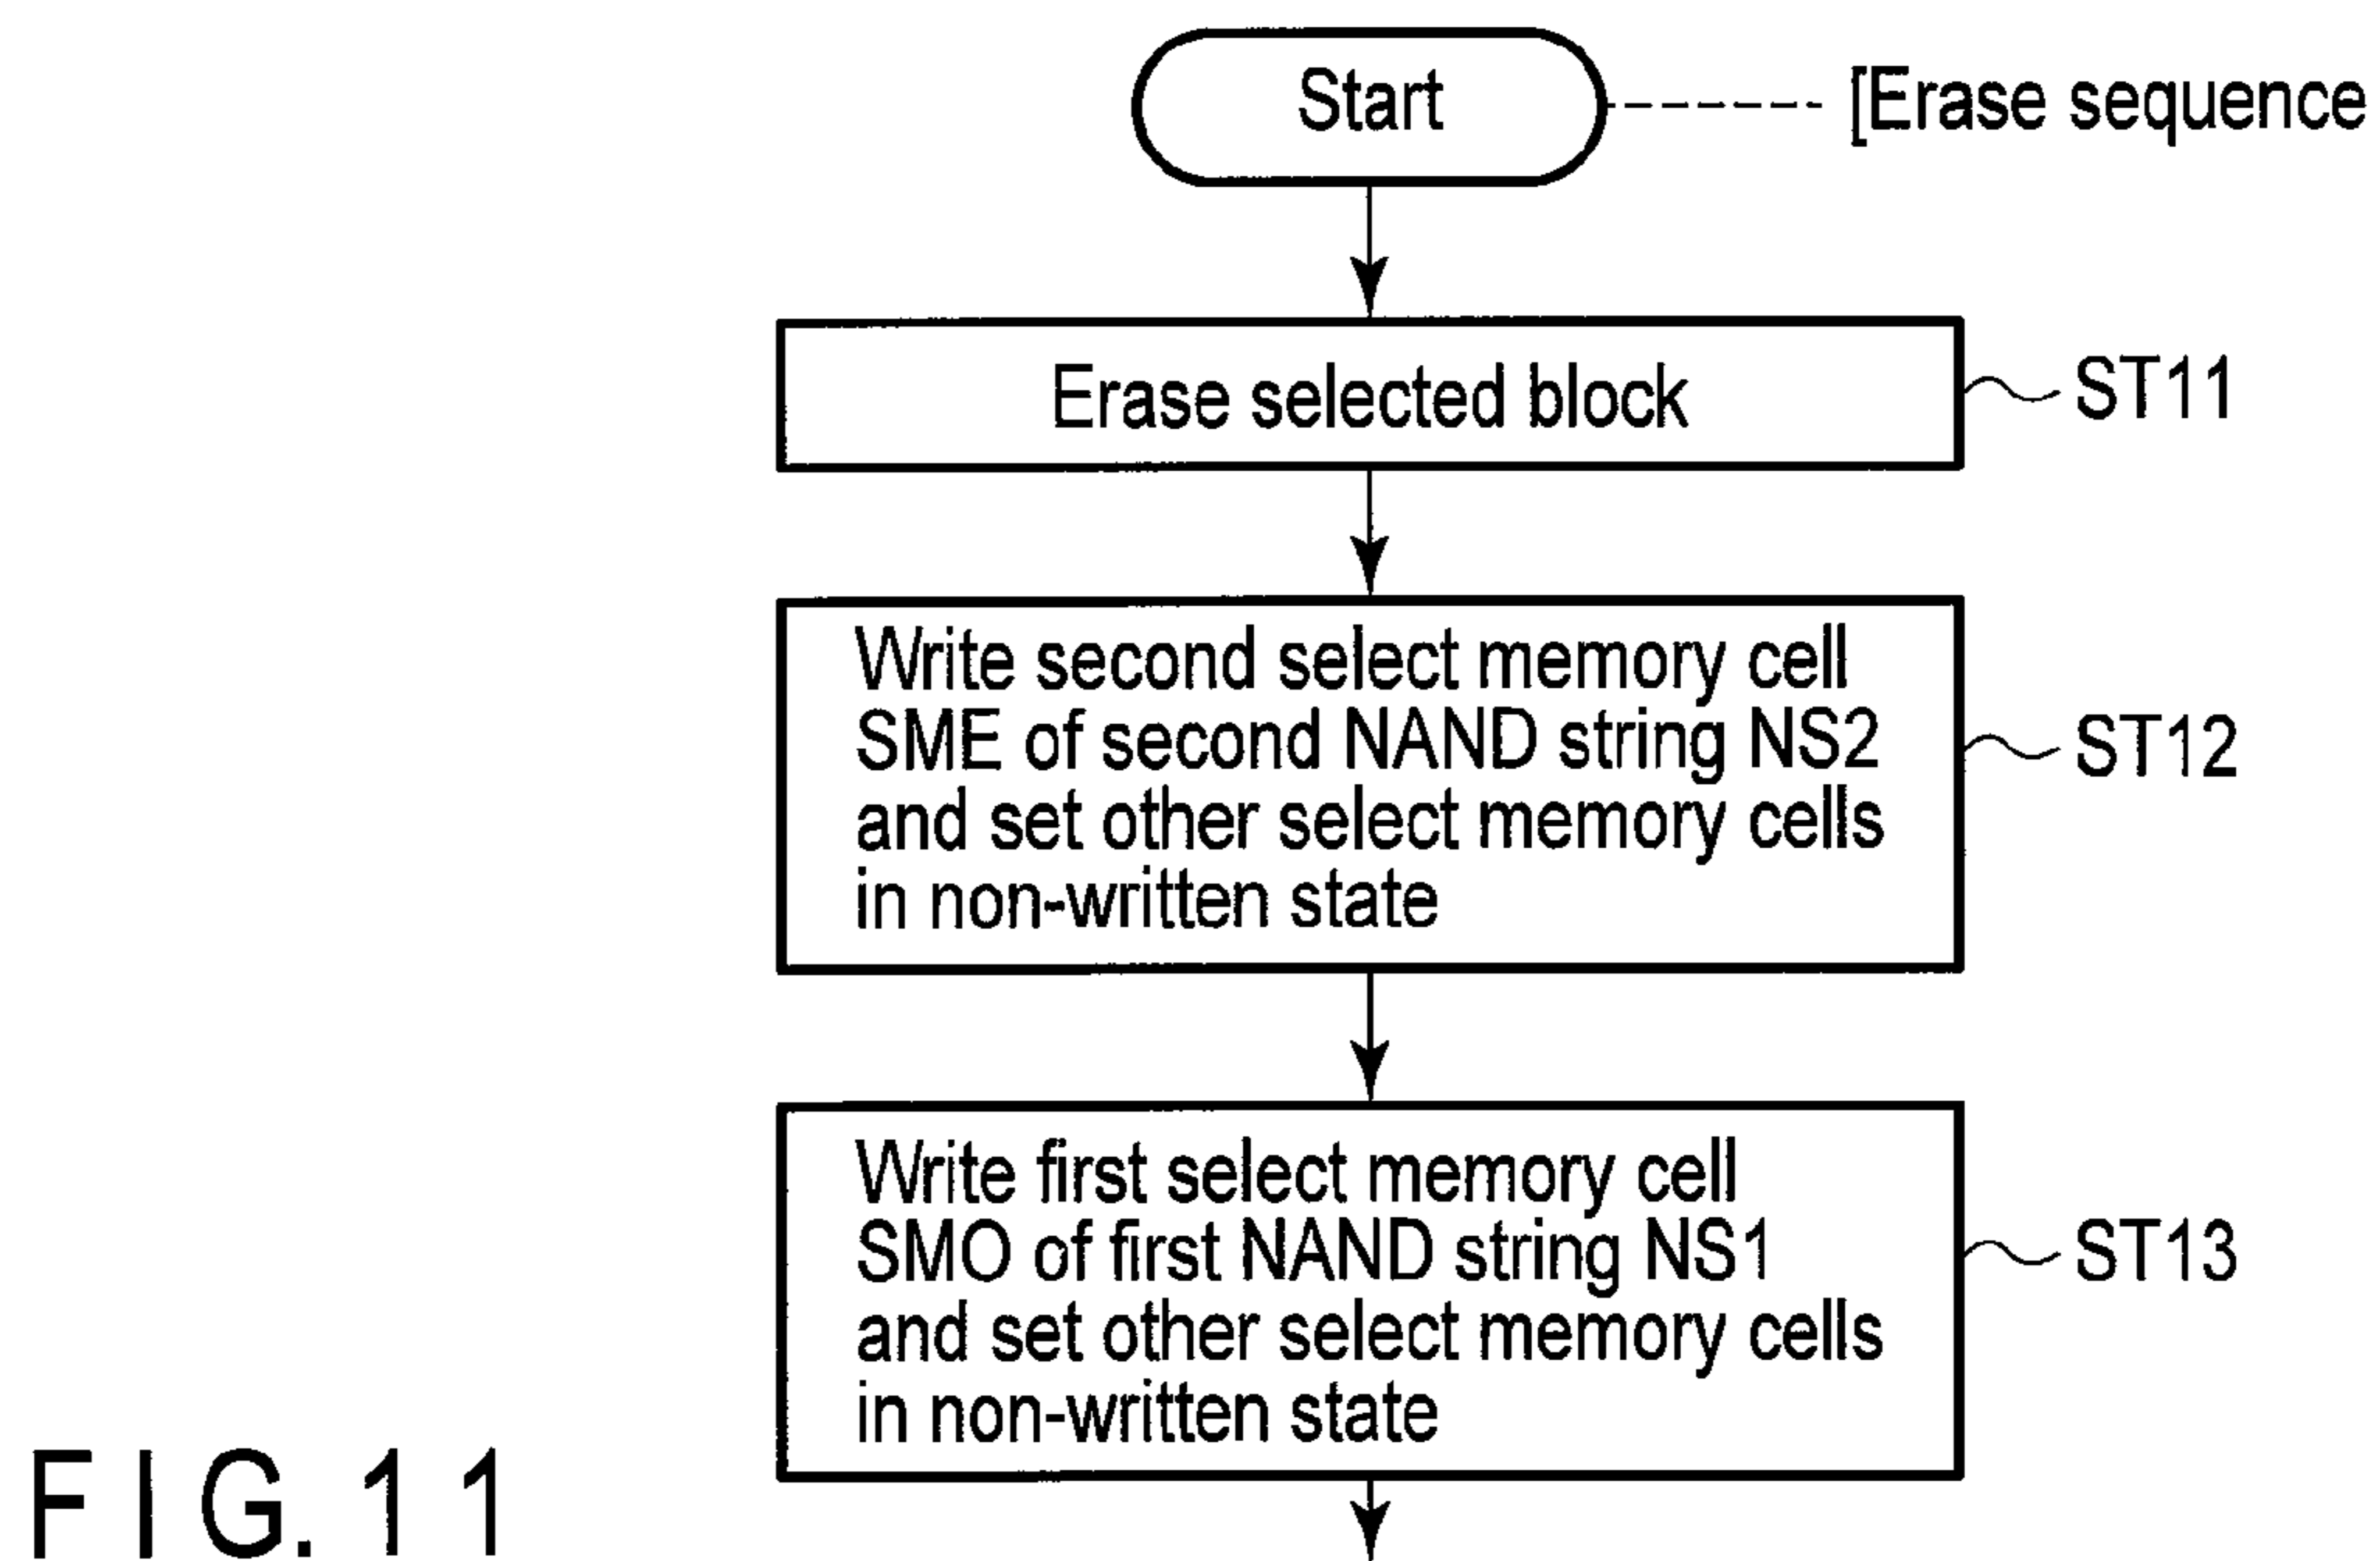 Start
[Erase sequence
Erase selected block
ST11
Write second select memory cell
SME of second NAND string NS2
and set other select memory cells
in non-written state
ST12
Write first select memory cell
SMO of first NAND string NS1
and set other select memory cells
in non-written state
ST13
FIG. 11